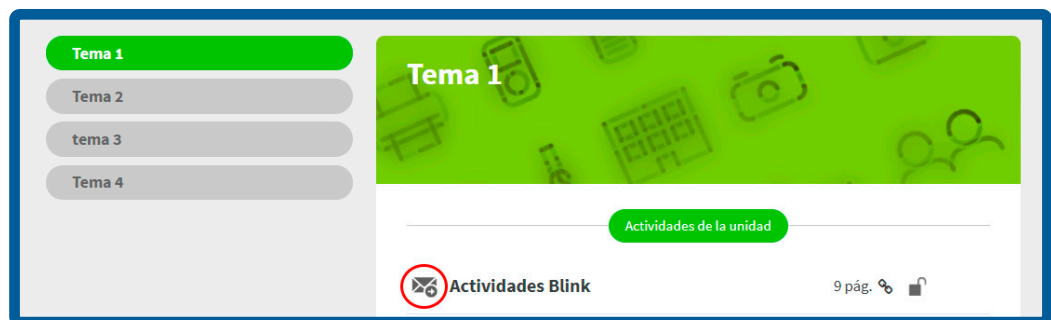 Tema 1
Tema 2
tema 3
Tema 4
Tema 1
Actividades de la unidad
Actividades Blink
9 pág.